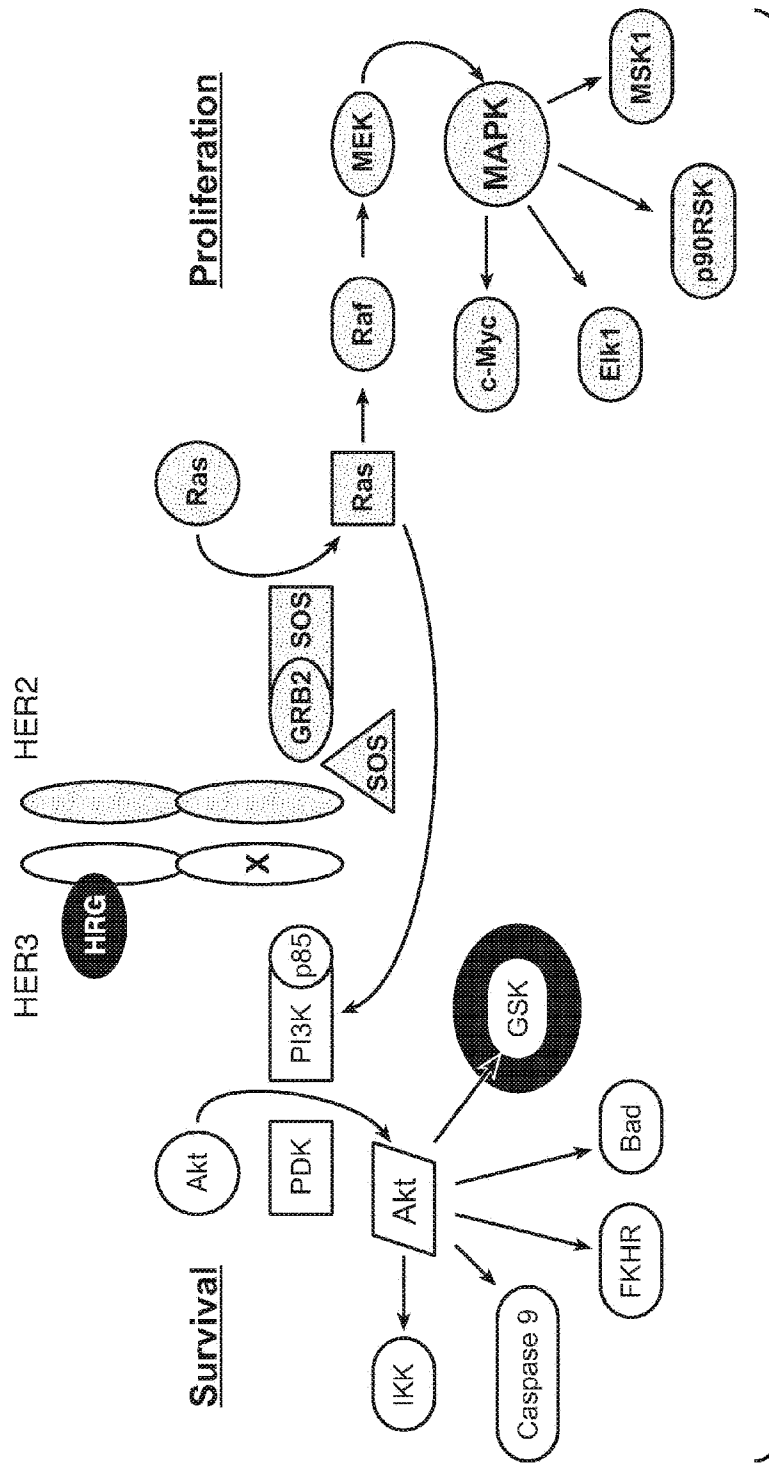 HER3
HER2
HRG
X
Survival
Proliferation
Akt
Ras
PDK
PI3K
p85
GRB2
SOS
SOS
Akt
Ras
Raf
MEK
IKK
GSK
c-Myc
MAPK
Caspase 9
FKHR
Bad
Elk1
p90RSK
MSK1